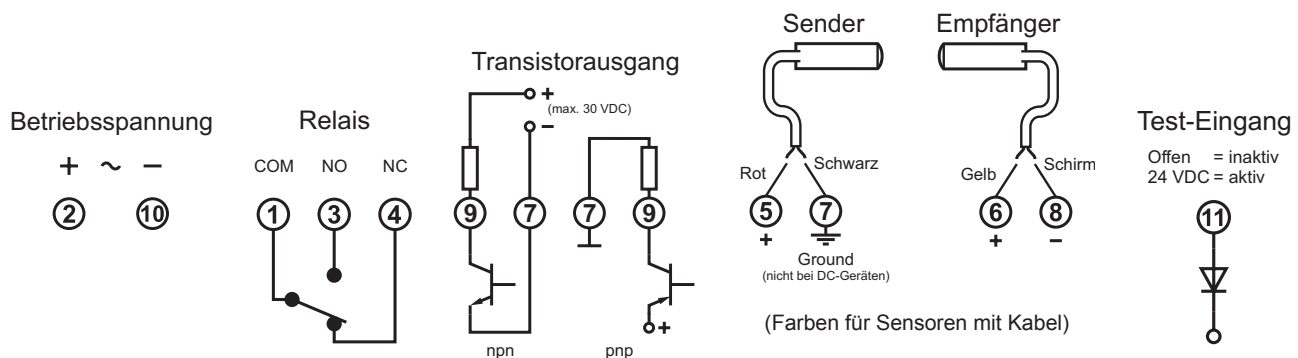 Betriebsspannung
+ ~ −
2 10
Relais
COM NO NC
1 3 4
Transistorausgang
+
(max. 30 VDC)
−
9 7 7 9
+
npn pnp
Sender
Rot Schwarz
5 7
+
Ground
(nicht bei DC-Geräten)
Empfänger
Gelb Schirm
6 8
+ −
(Farben für Sensoren mit Kabel)
Test-Eingang
Offen = inaktiv
24 VDC = aktiv
11